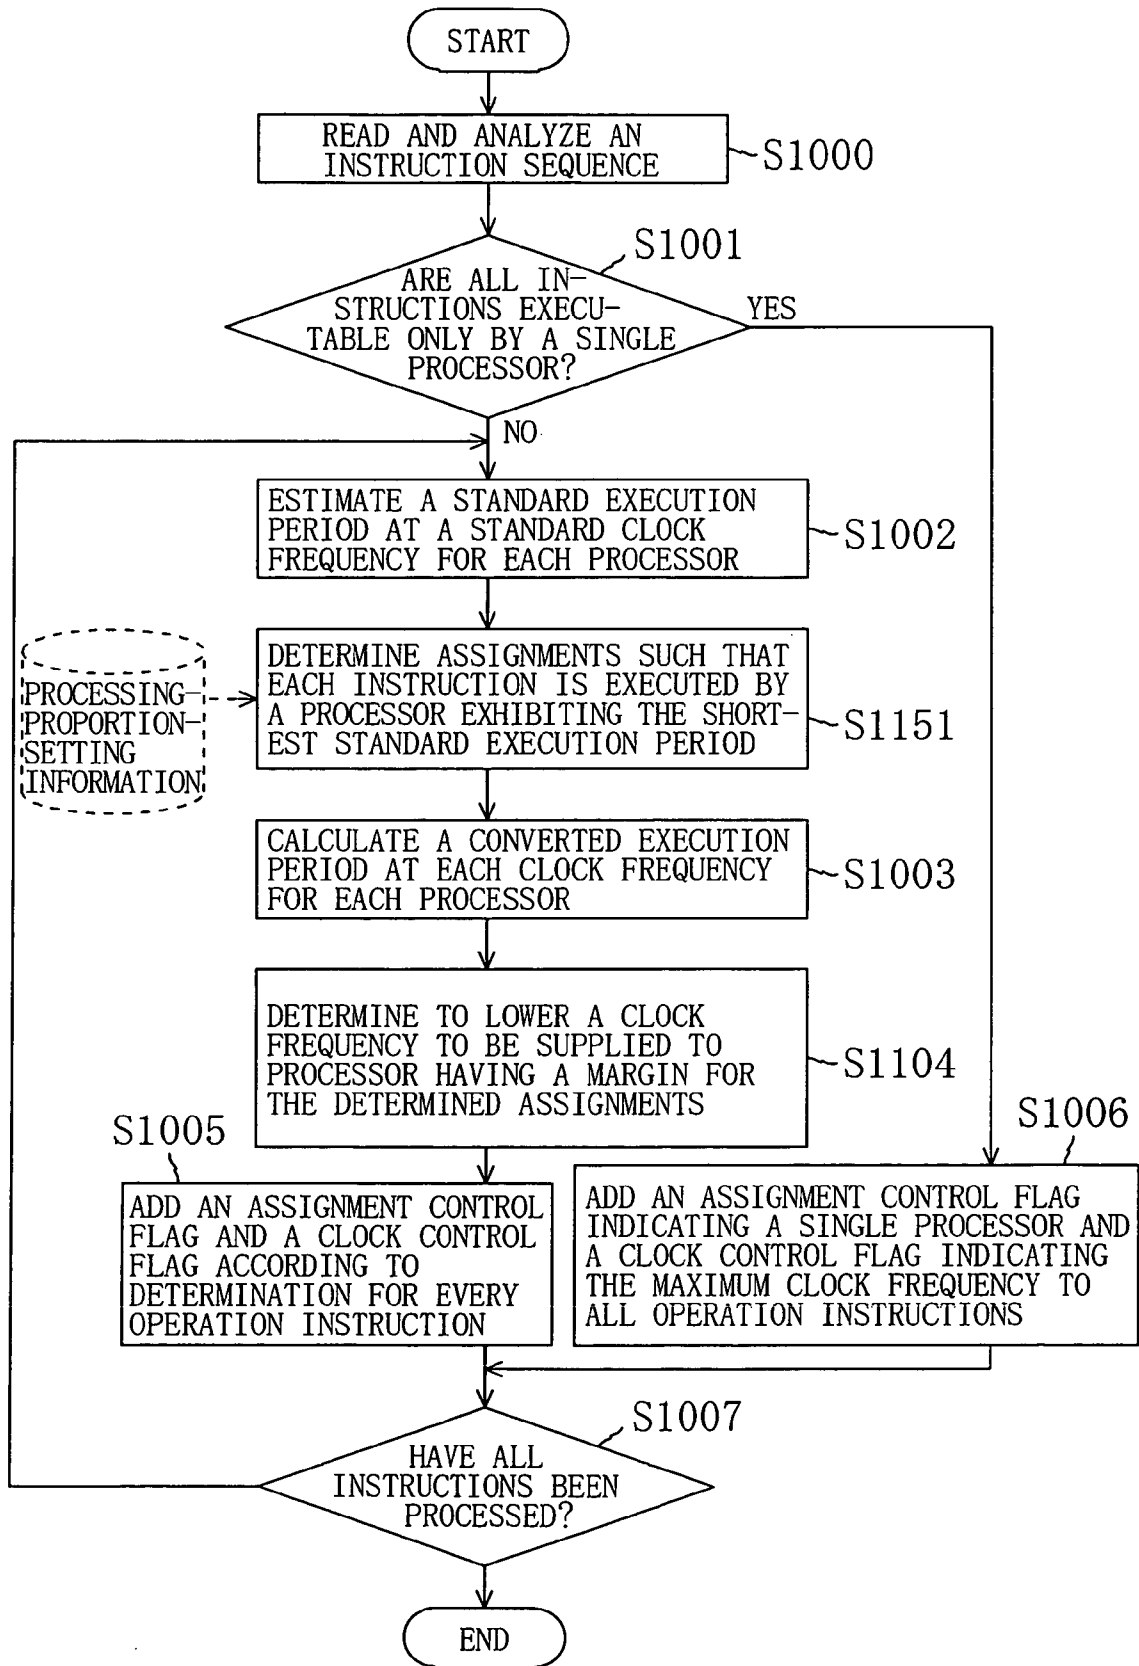 START
READ AND ANALYZE AN
INSTRUCTION SEQUENCE
S1000
S1001
ARE ALL IN-
STRUCTIONS EXECU-
TABLE ONLY BY A SINGLE
PROCESSOR?
YES
NO
ESTIMATE A STANDARD EXECUTION
PERIOD AT A STANDARD CLOCK
FREQUENCY FOR EACH PROCESSOR
S1002
PROCESSING-
PROPORTION-
SETTING
INFORMATION
DETERMINE ASSIGNMENTS SUCH THAT
EACH INSTRUCTION IS EXECUTED BY
A PROCESSOR EXHIBITING THE SHORT-
EST STANDARD EXECUTION PERIOD
S1151
CALCULATE A CONVERTED EXECUTION
PERIOD AT EACH CLOCK FREQUENCY
FOR EACH PROCESSOR
S1003
DETERMINE TO LOWER A CLOCK
FREQUENCY TO BE SUPPLIED TO
PROCESSOR HAVING A MARGIN FOR
THE DETERMINED ASSIGNMENTS
S1104
S1005
ADD AN ASSIGNMENT CONTROL
FLAG AND A CLOCK CONTROL
FLAG ACCORDING TO
DETERMINATION FOR EVERY
OPERATION INSTRUCTION
S1006
ADD AN ASSIGNMENT CONTROL FLAG
INDICATING A SINGLE PROCESSOR AND
A CLOCK CONTROL FLAG INDICATING
THE MAXIMUM CLOCK FREQUENCY TO
ALL OPERATION INSTRUCTIONS
S1007
HAVE ALL
INSTRUCTIONS BEEN
PROCESSED?
END